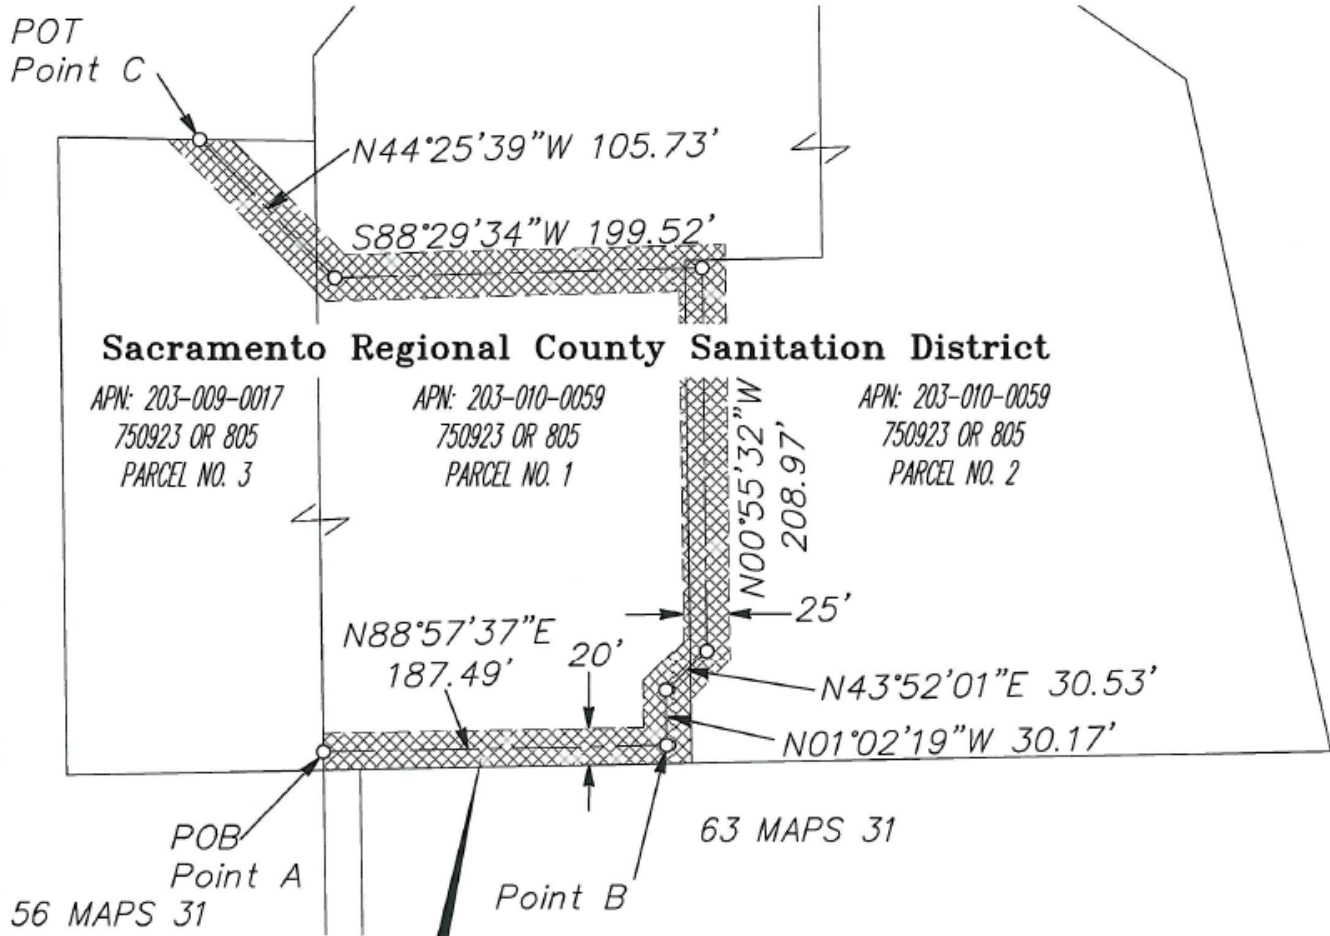 POT
Point C
N44°25'39"W 105.73'
S88°29'34"W 199.52'
Sacramento Regional County Sanitation District
APN: 203-009-0017
750923 OR 805
PARCEL NO. 3
APN: 203-010-0059
750923 OR 805
PARCEL NO. 1
N00°55'32"W
208.97'
APN: 203-010-0059
750923 OR 805
PARCEL NO. 2
25'
N88°57'37"E
187.49'
20'
N43°52'01"E 30.53'
N01°02'19"W 30.17'
POB
Point A
Point B
63 MAPS 31
56 MAPS 31